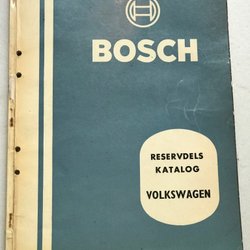 BOSCH
RESERVDELS
KATALOG
VOLKSWAGEN